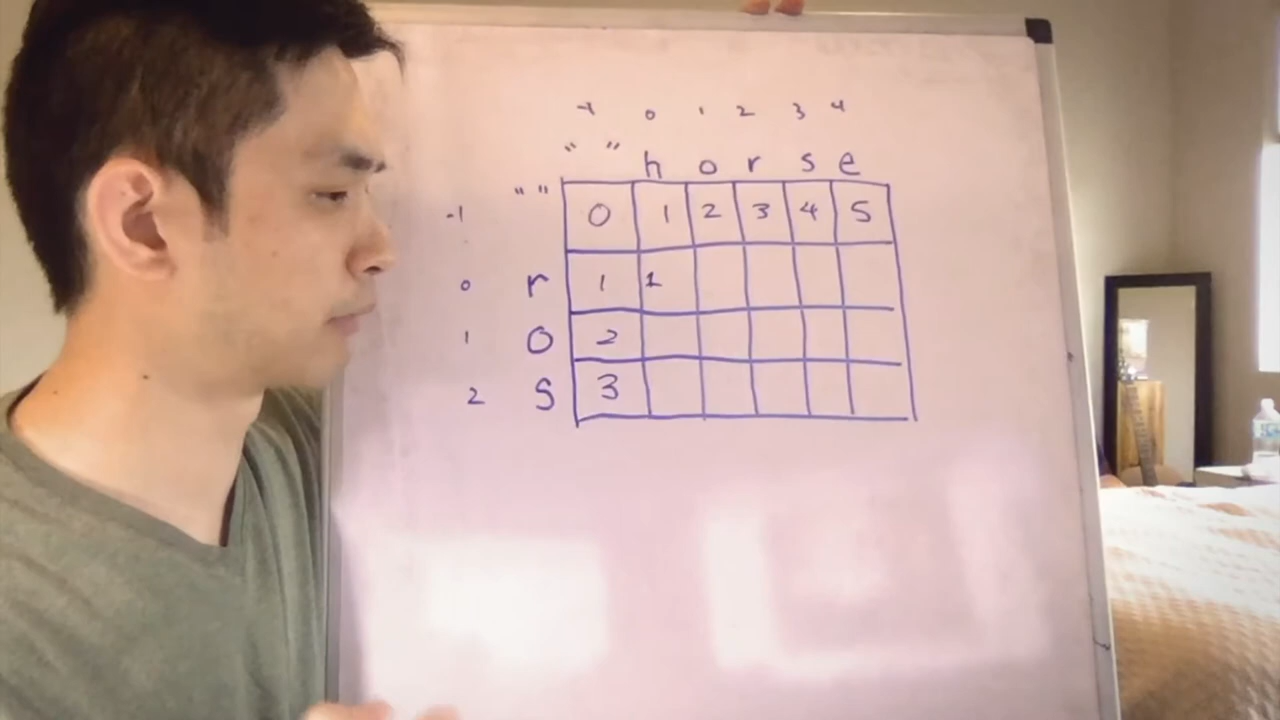 -1 0 1 2 3 4
" " h o r s e
-1 " " 0 1 2 3 4 5
0 r 1 1
1 o 2
2 s 3